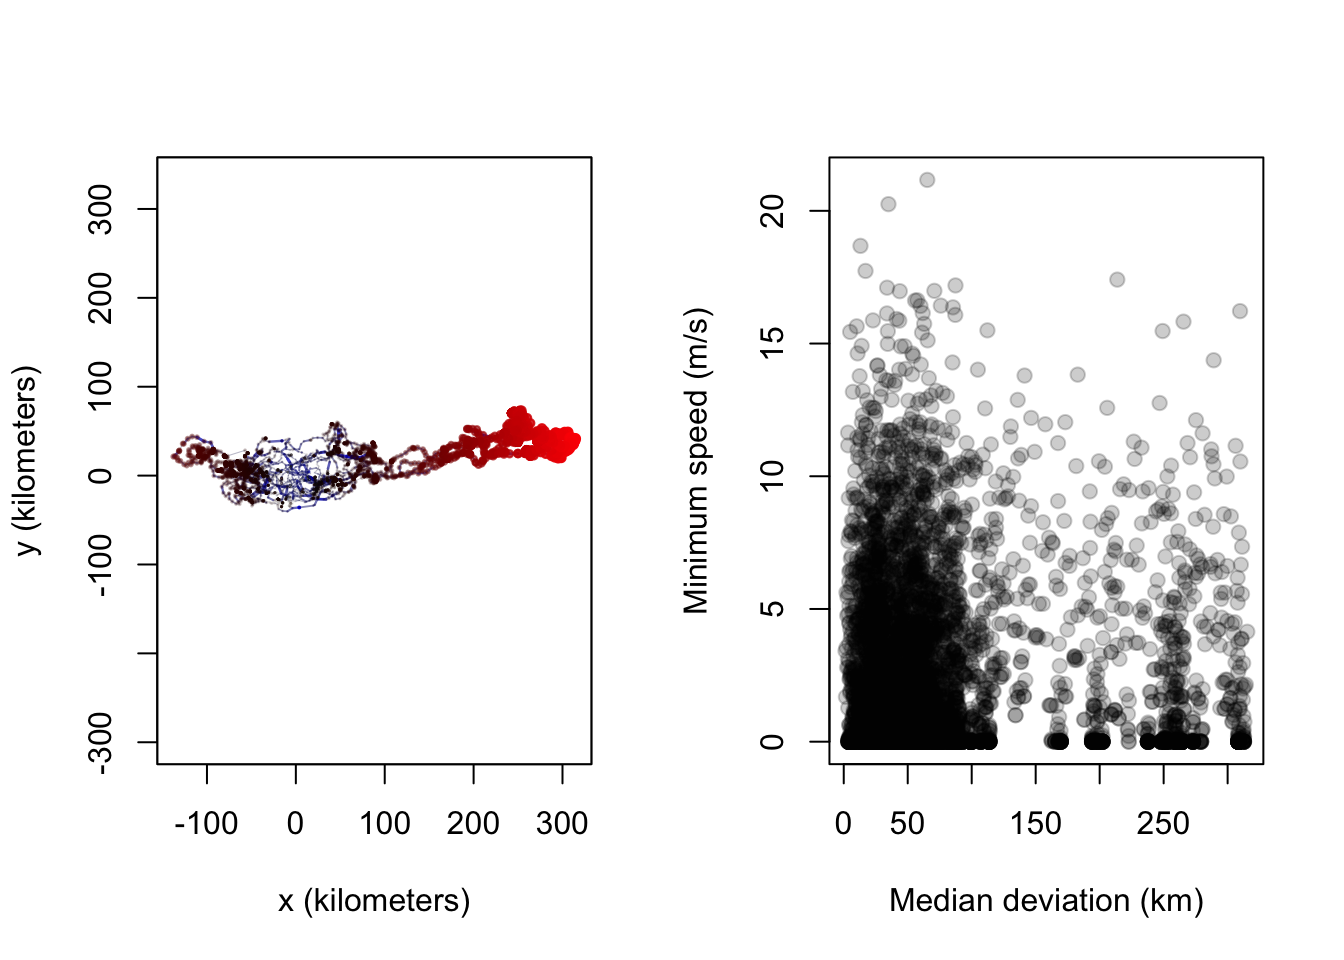 y (kilometers)
300
200
100
0
-100
-300
-100 0 100 200 300
x (kilometers)
Minimum speed (m/s)
20
15
10
5
0
0 50 150 250
Median deviation (km)